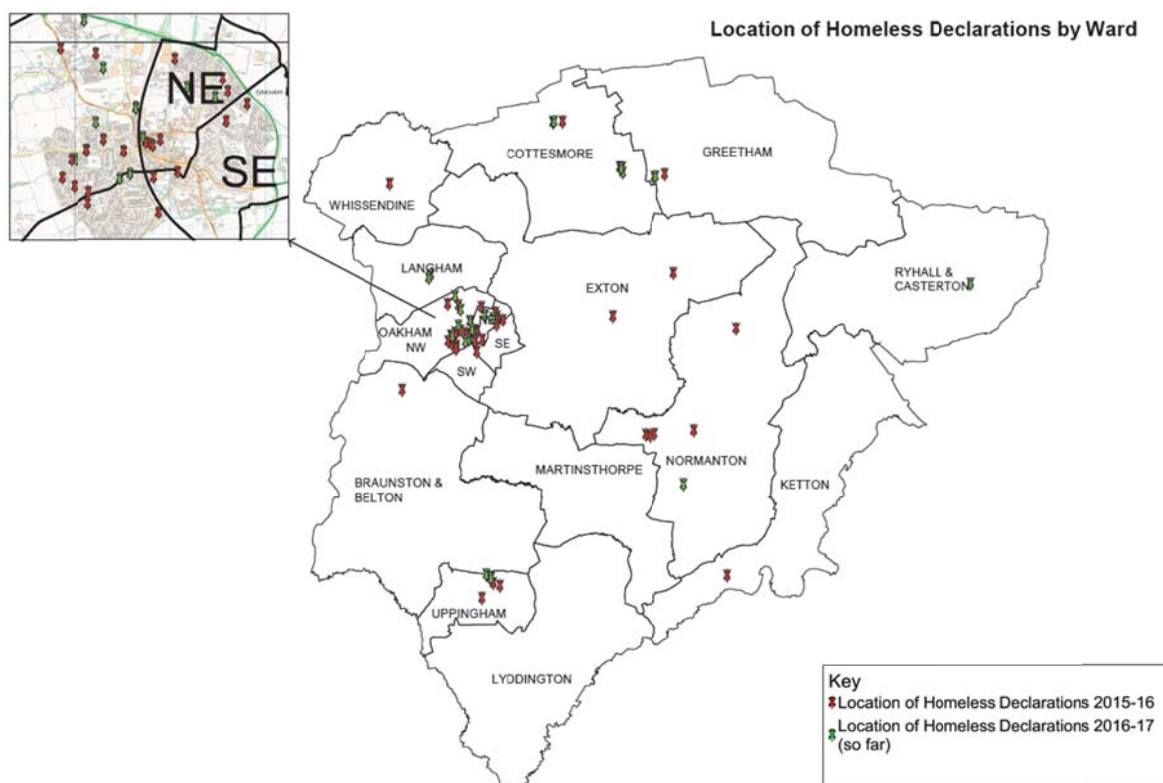 Location of Homeless Declarations by Ward
NE
OAKHAM
SE
COTTESMORE
GREETHAM
WHISSENDINE
LANGHAM
RYHALL &
CASTERTON
EXTON
OAKHAM
NW
NE
SE
SW
MARTINSTHORPE
NORMANTON
KETTON
BRAUNSTON &
BELTON
UPPINGHAM
LYDDINGTON
Key
Location of Homeless Declarations 2015-16
Location of Homeless Declarations 2016-17
(so far)